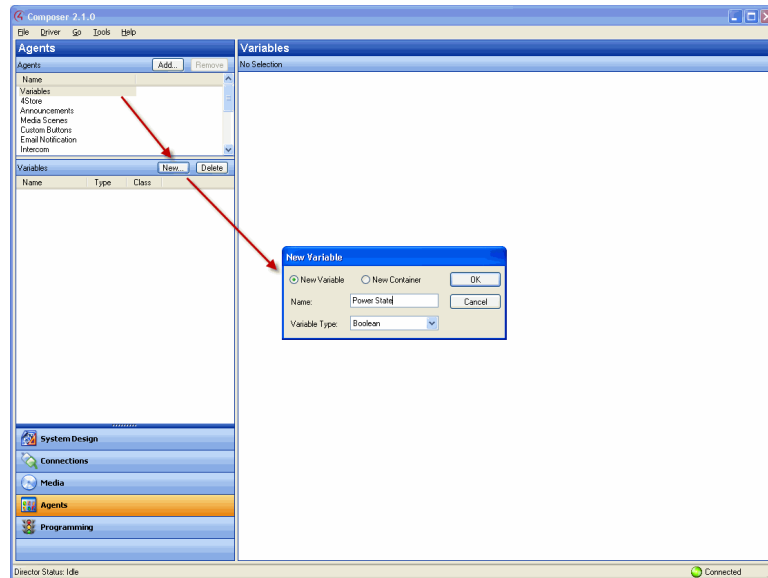 Composer 2.1.0
File Driver Go Tools Help
Agents
Agents Add... Remove
Name
Variables
4Store
Announcements
Media Scenes
Custom Buttons
Email Notification
Intercom
Variables New... Delete
Name Type Class
System Design
Connections
Media
Agents
Programming
Director Status: Idle
Variables
No Selection
New Variable
New Variable New Container OK
Name: Power State Cancel
Variable Type: Boolean
Connected